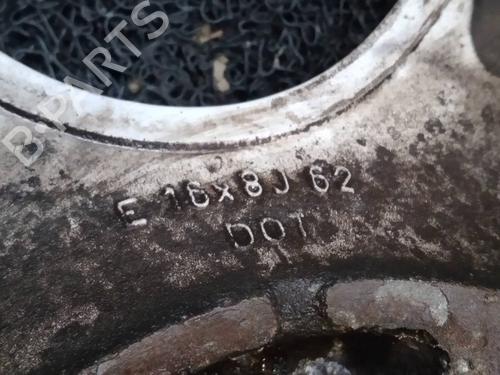 B-PARTS
E 16x8J 62
DOT